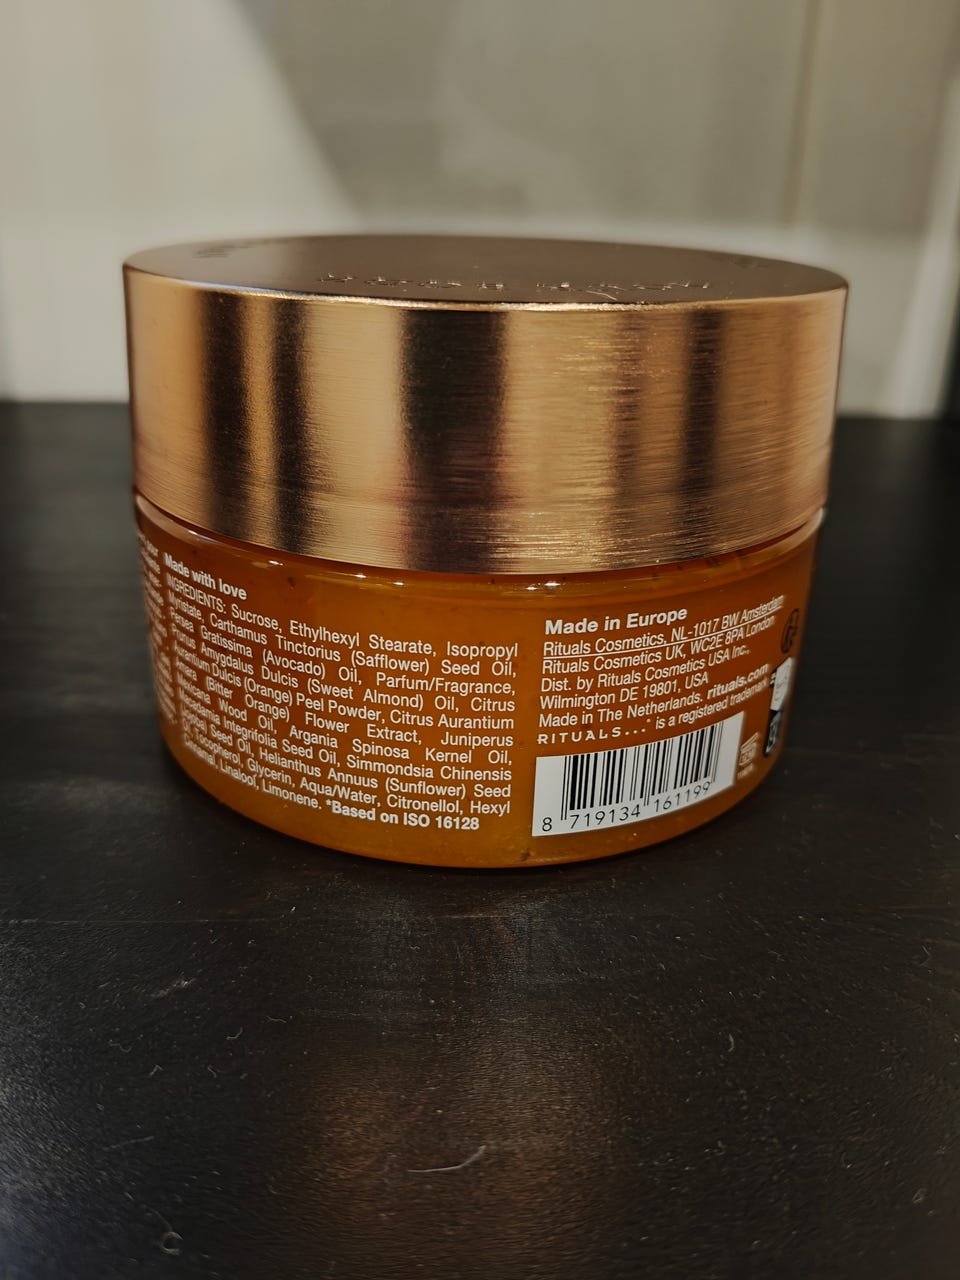 Made with love
INGREDIENTS: Sucrose, Ethylhexyl Stearate, Isopropyl
Myristate, Carthamus Tinctorius (Safflower) Seed Oil,
Persea Gratissima (Avocado) Oil, Parfum/Fragrance,
Prunus Amygdalus Dulcis (Sweet Almond) Oil, Citrus
Aurantium Dulcis (Orange) Peel Powder, Citrus Aurantium
Amara (Bitter Orange) Flower Extract, Juniperus
Mexicana Wood Oil, Argania Spinosa Kernel Oil,
Macadamia Integrifolia Seed Oil, Simmondsia Chinensis
Seed Oil, Helianthus Annuus (Sunflower) Seed
Oil, Tocopherol, Glycerin, Aqua/Water, Citronellol, Hexyl
Cinnamal, Linalool, Limonene. *Based on ISO 16128
Made in Europe
Rituals Cosmetics, NL-1017 BW Amsterdam
Rituals Cosmetics UK, WC2E 8PA London
Dist. by Rituals Cosmetics USA Inc.,
Wilmington DE 19801, USA
Made in The Netherlands. rituals.com
RITUALS...® is a registered trademark
8 719134 161199